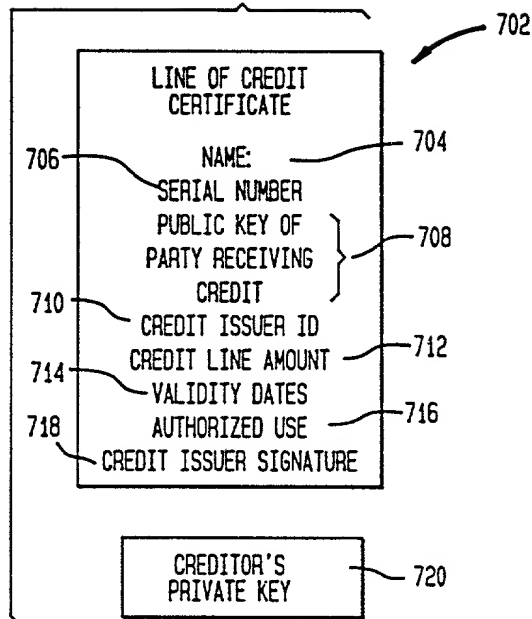 702
LINE OF CREDIT
CERTIFICATE
NAME:
704
706
SERIAL NUMBER
PUBLIC KEY OF
PARTY RECEIVING
708
CREDIT
710
CREDIT ISSUER ID
CREDIT LINE AMOUNT
712
714
VALIDITY DATES
AUTHORIZED USE
716
718
CREDIT ISSUER SIGNATURE
CREDITOR'S
PRIVATE KEY
720